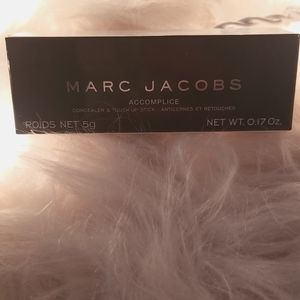 MARC JACOBS
ACCOMPLICE
CONCEALER & TOUCH-UP STICK | ANTICERNES ET RETOUCHES
POIDS NET 5g NET WT. 0.17 Oz.